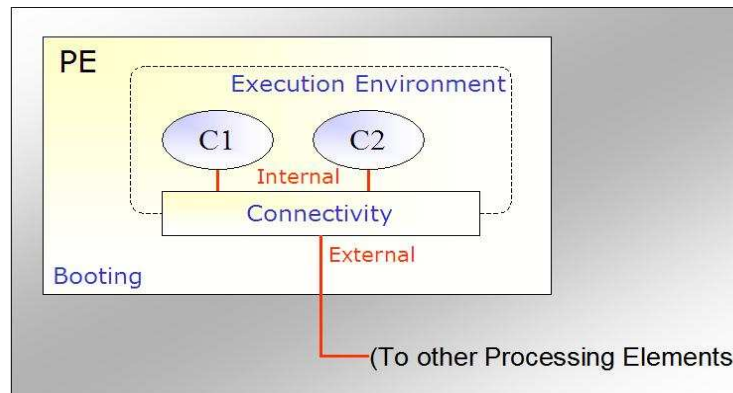 PE
Execution Environment
C1
C2
Internal
Connectivity
External
Booting
(To other Processing Elements